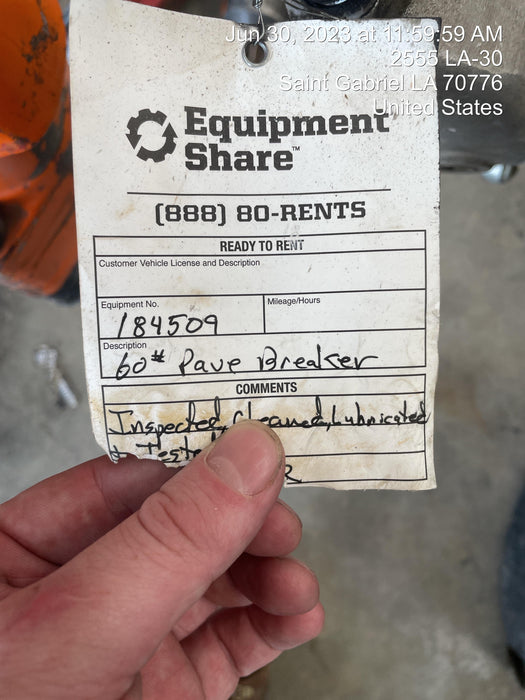 Jun 30, 2023 at 11:59:59 AM
2555 LA-30
Saint Gabriel LA 70776
United States
Equipment
Share™
(888) 80-RENTS
READY TO RENT
Customer Vehicle License and Description
Equipment No.
184509
Mileage/Hours
Description
60# Pave Breaker
COMMENTS
Inspected, Cleaned, Lubricated
& Teste